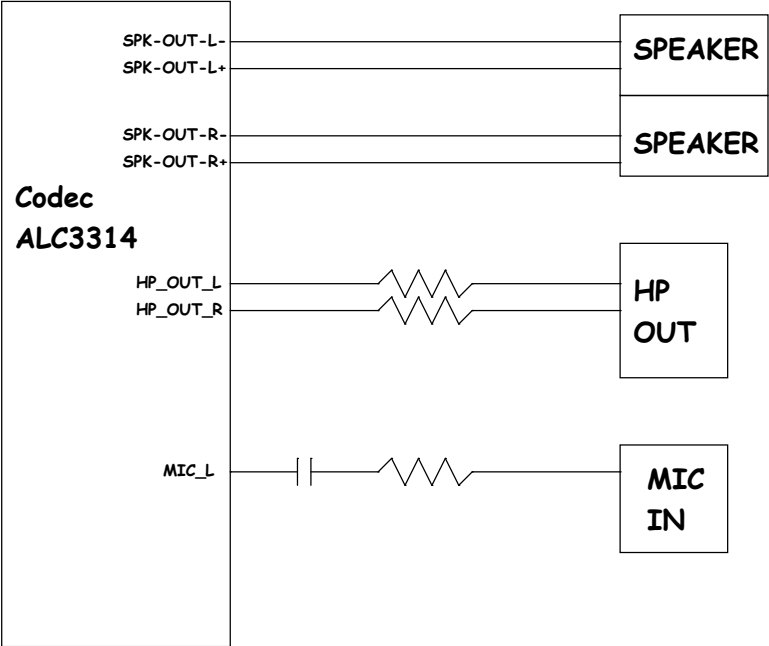 SPK-OUT-L-
SPK-OUT-L+
SPEAKER
SPK-OUT-R-
SPK-OUT-R+
SPEAKER
Codec
ALC3314
HP_OUT_L
HP_OUT_R
HP
OUT
MIC_L
MIC
IN